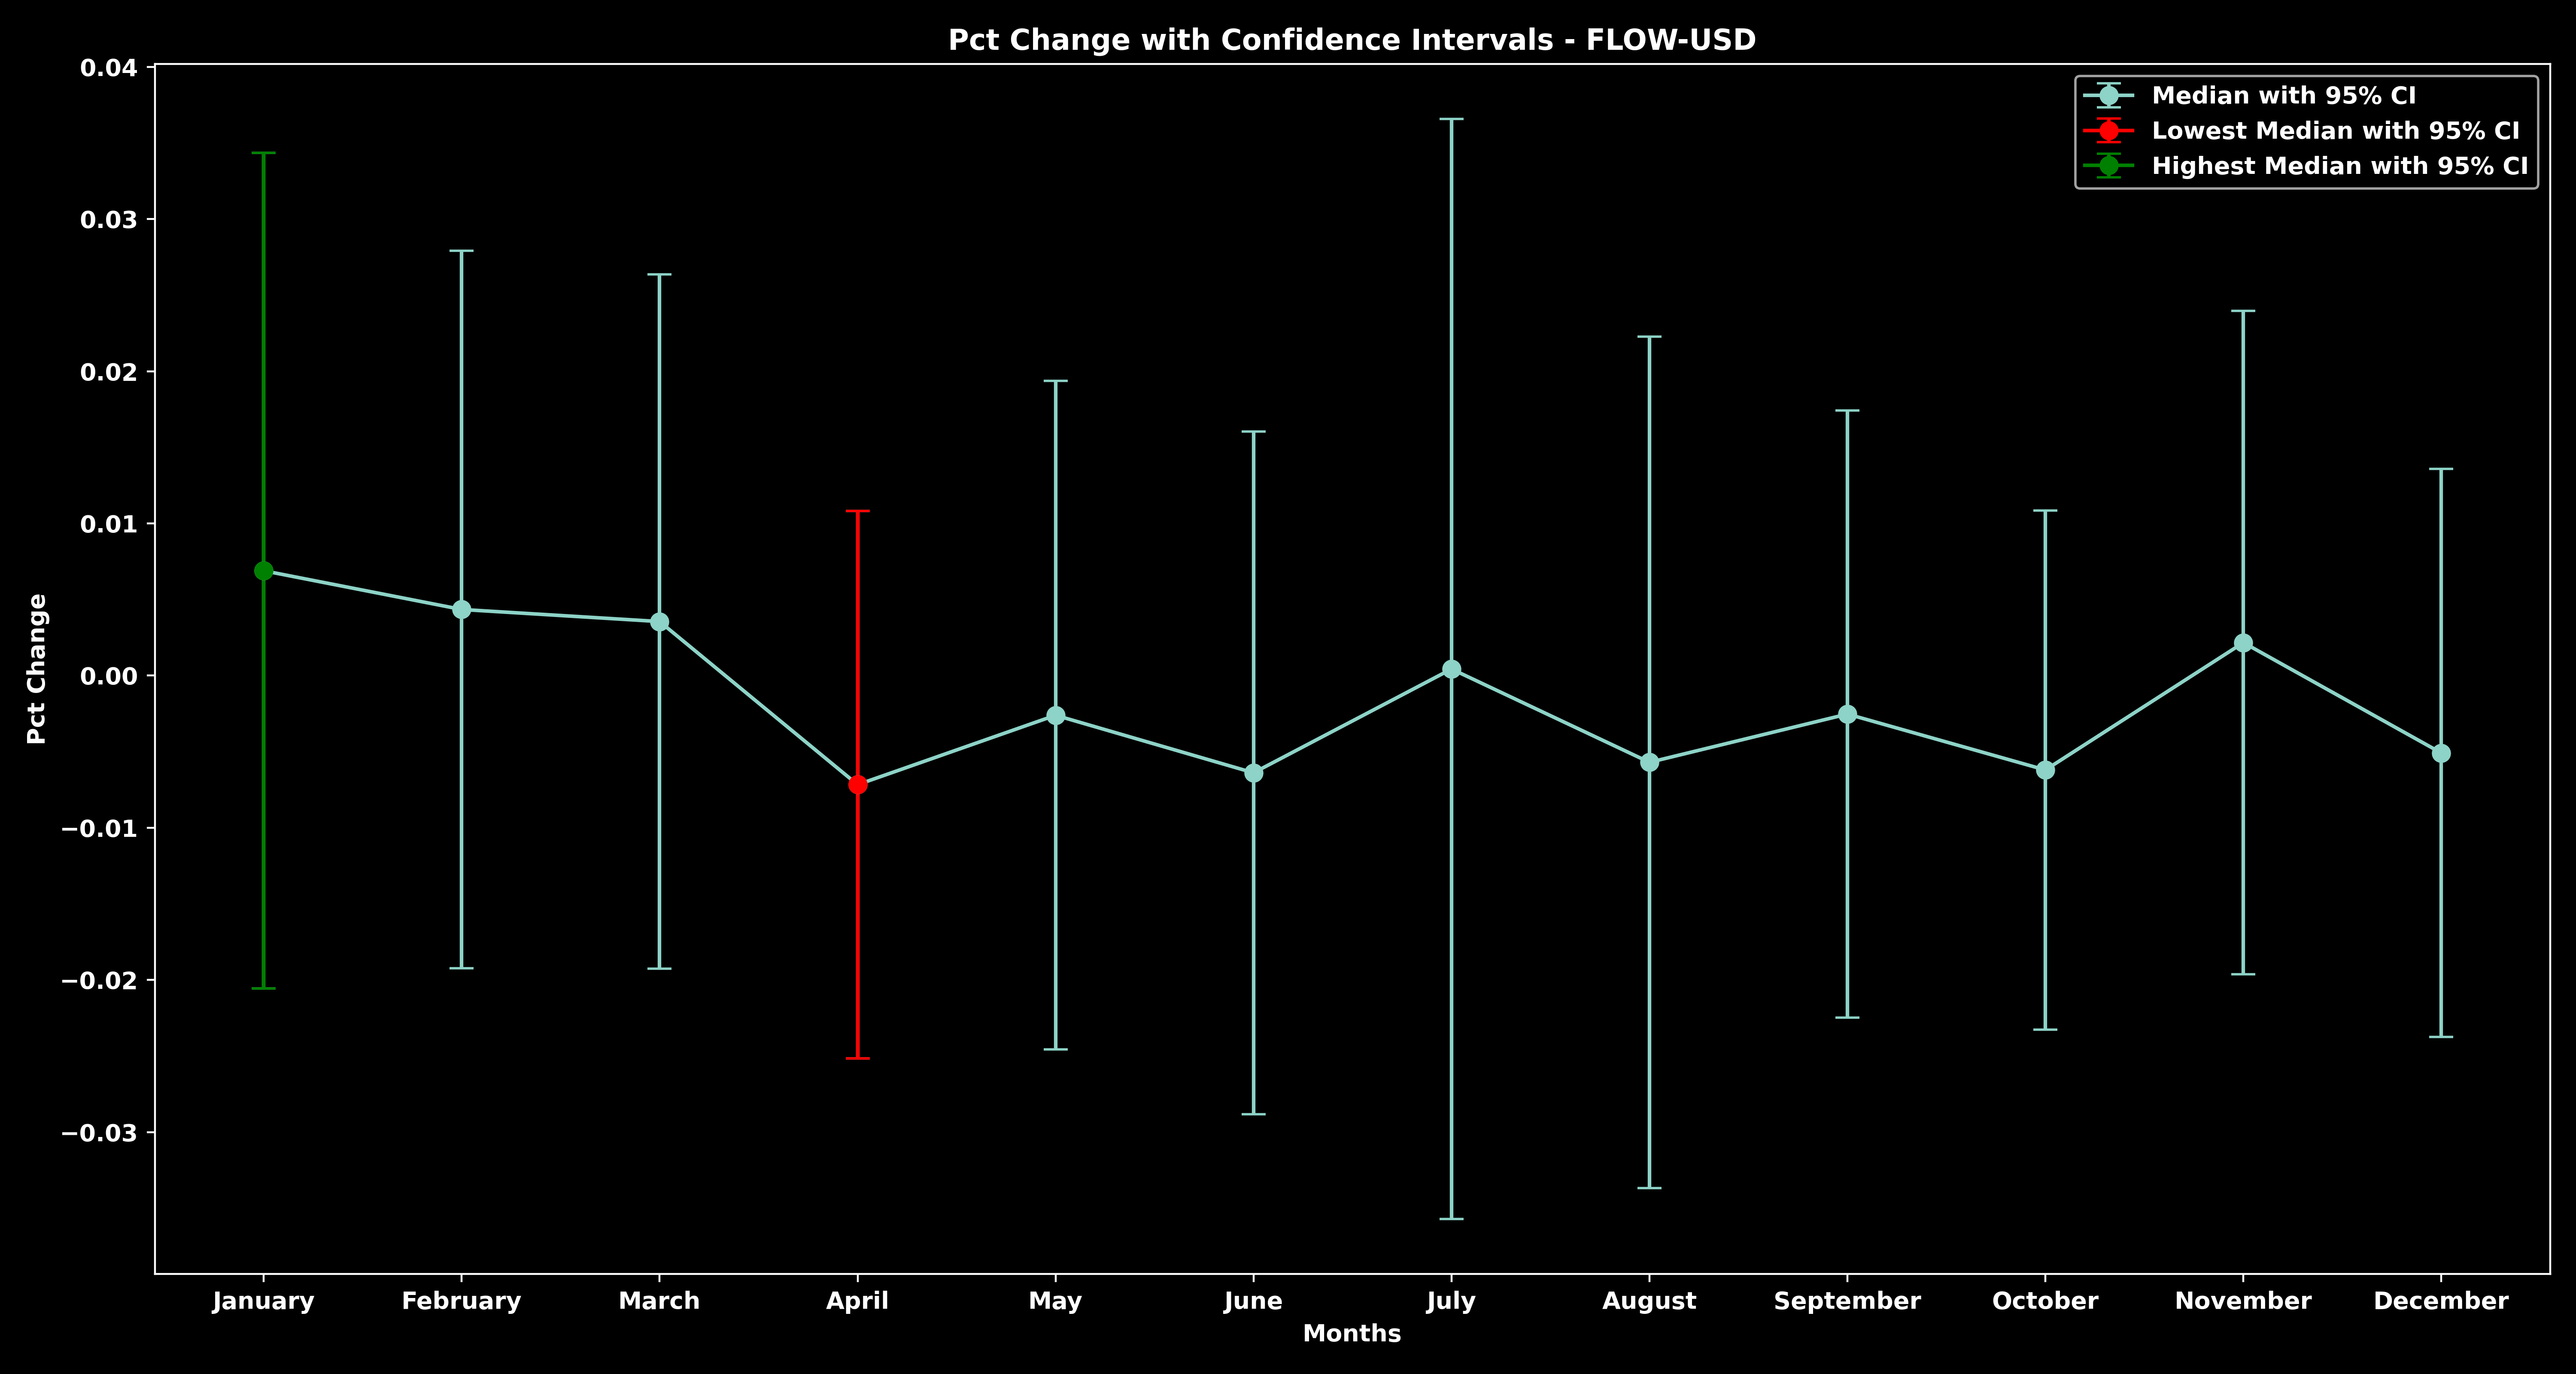 Pct Change with Confidence Intervals - FLOW-USD
Median with 95% CI
Lowest Median with 95% CI
Highest Median with 95% CI
0.04
0.03
0.02
0.01
0.00
−0.01
−0.02
−0.03
Pct Change
January February March April May June July August September October November December
Months